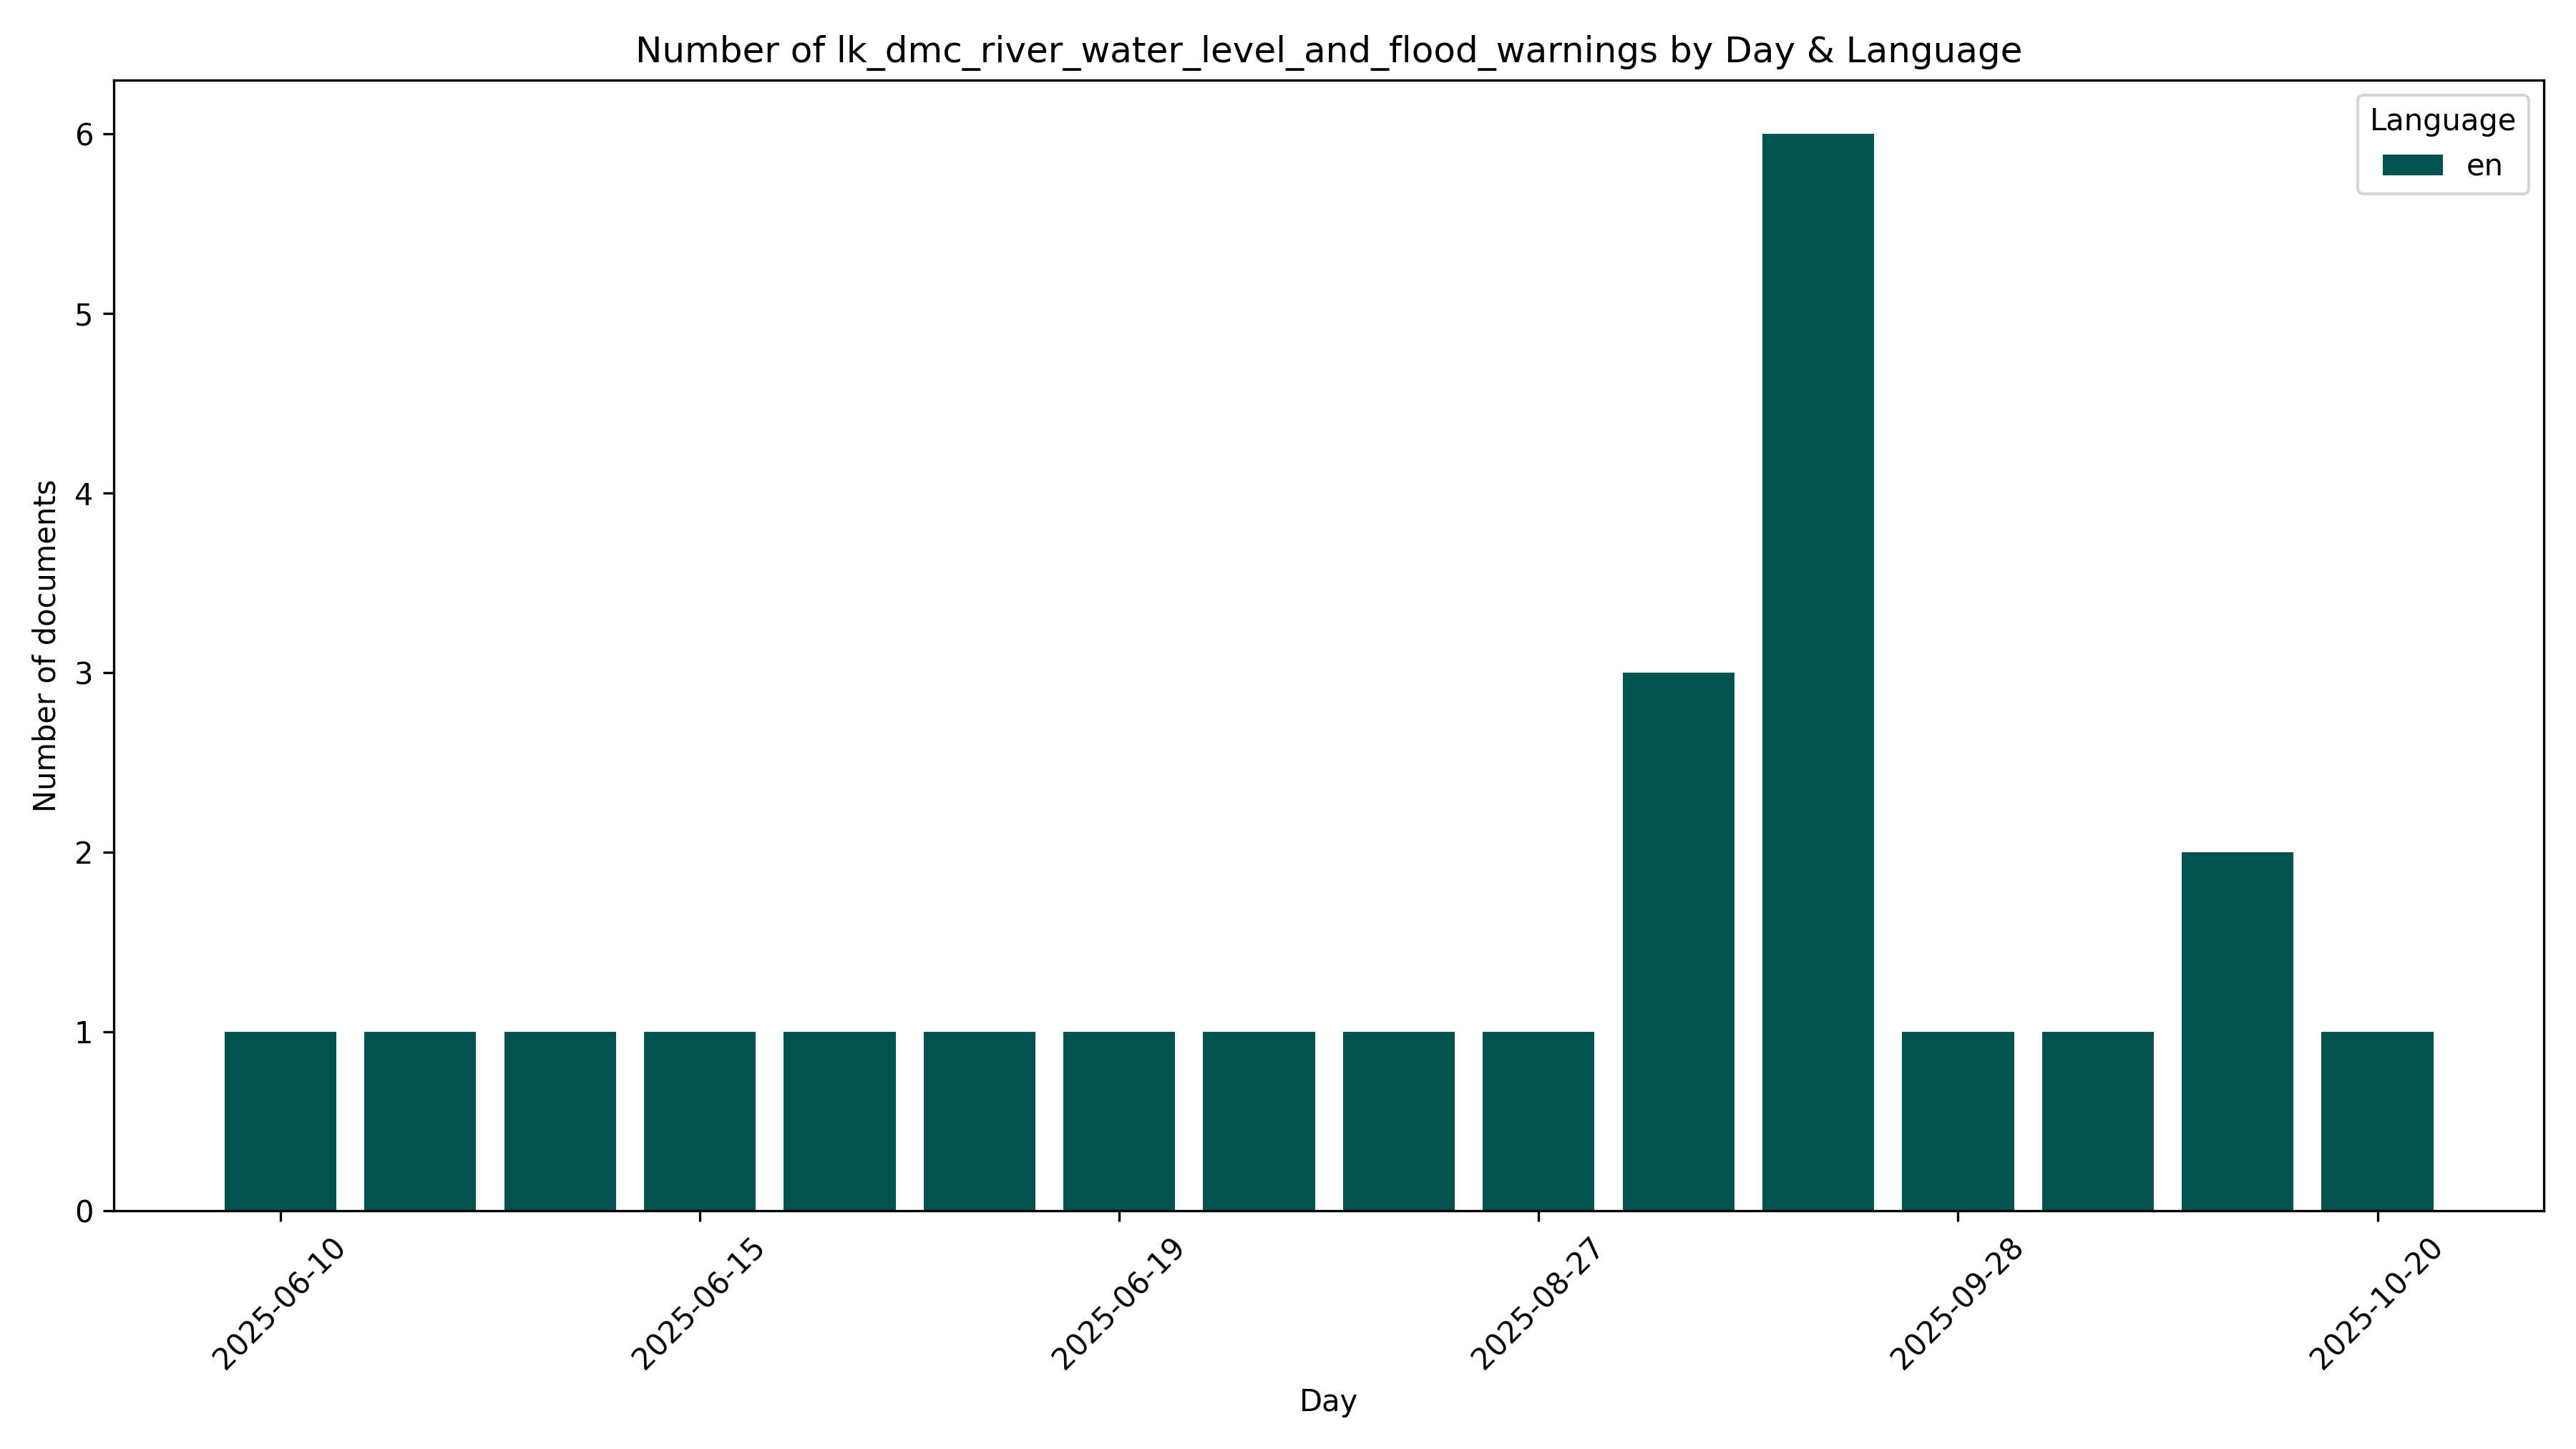 Number of lk_dmc_river_water_level_and_flood_warnings by Day & Language
Language
en
Number of documents
6
5
4
3
2
1
0
2025-06-10
2025-06-15
2025-06-19
2025-08-27
2025-09-28
2025-10-20
Day